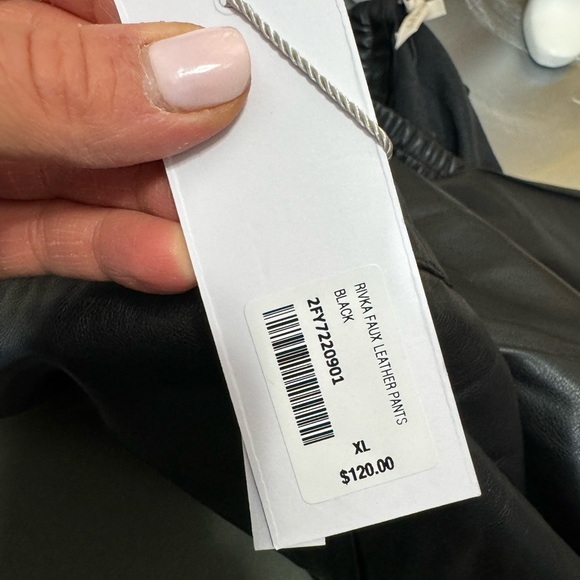 RIVKA FAUX LEATHER PANTS
BLACK
2FY7220901
XL
$120.00